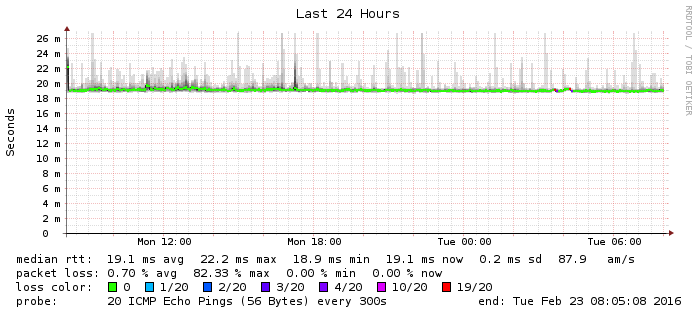 Last 24 Hours
RRDTOOL / TOBI OETIKER
Seconds
26 m
24 m
22 m
20 m
18 m
16 m
14 m
12 m
10 m
8 m
6 m
4 m
2 m
0
Mon 12:00 Mon 18:00 Tue 00:00 Tue 06:00
median rtt: 19.1 ms avg 22.2 ms max 18.9 ms min 19.1 ms now 0.2 ms sd 87.9 am/s
packet loss: 0.70 % avg 82.33 % max 0.00 % min 0.00 % now
loss color: 0 1/20 2/20 3/20 4/20 10/20 19/20
probe: 20 ICMP Echo Pings (56 Bytes) every 300s end: Tue Feb 23 08:05:08 2016